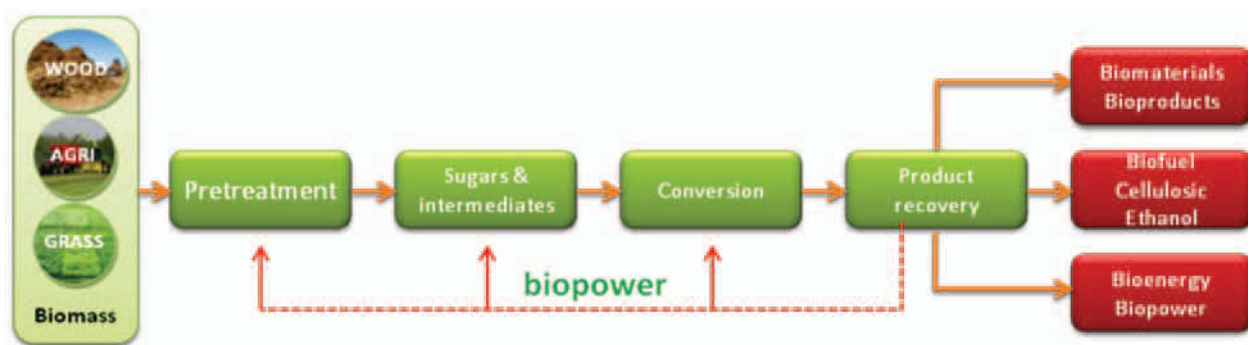 WOOD
AGRI
GRASS
Biomass
Pretreatment
Sugars &
intermediates
Conversion
Product
recovery
biopower
Biomaterials
Bioproducts
Biofuel
Cellulosic
Ethanol
Bioenergy
Biopower